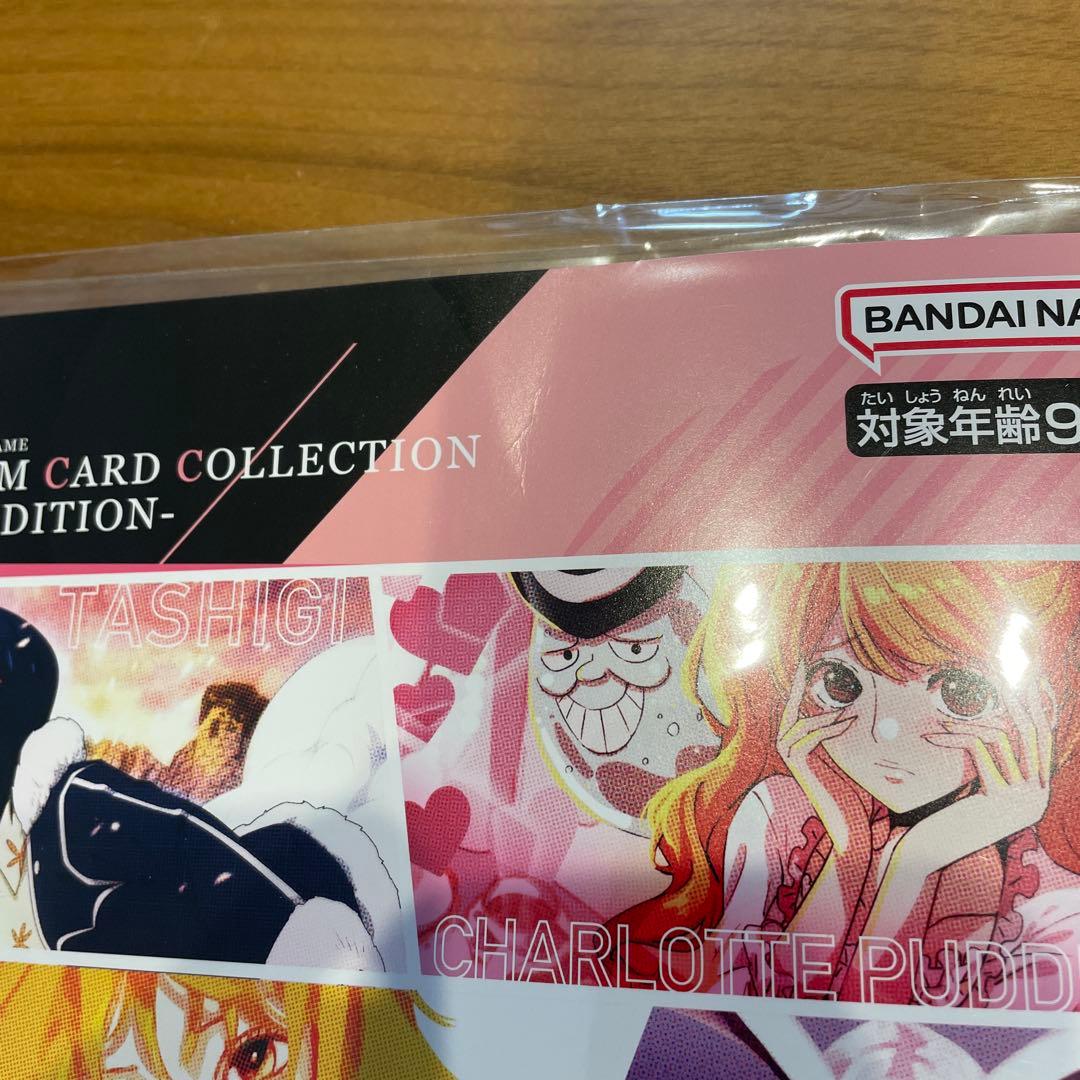 AME
M CARD COLLECTION
DITION-
BANDAI NA
たい しょう ねん れい
対象年齢9
TASHIGI
CHARLOTTE PUDD